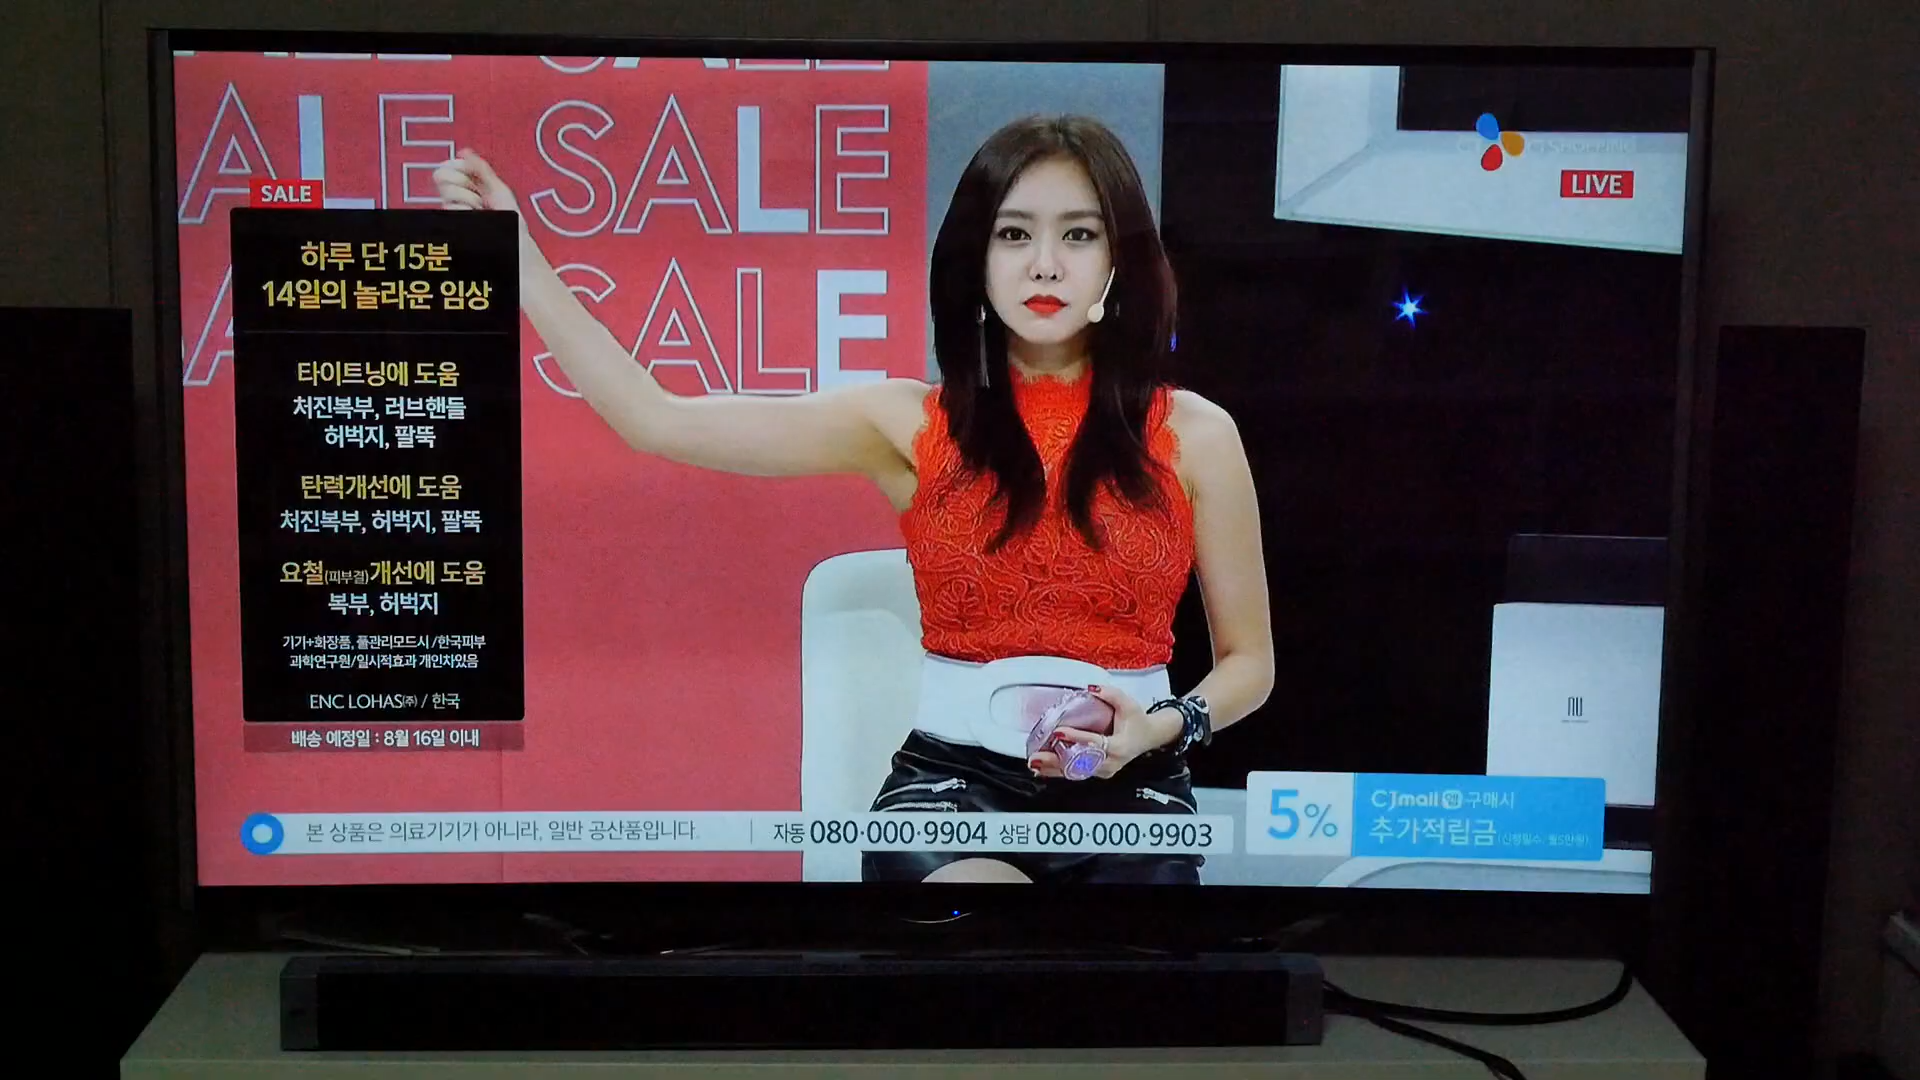 ALE SALE
ALE SALE
SALE
SALE
CJ CJ O SHOPPING
LIVE
하루 단 15분
14일의 놀라운 임상
타이트닝에 도움
처진복부, 러브핸들
허벅지, 팔뚝
탄력개선에 도움
처진복부, 허벅지, 팔뚝
요철(피부결)개선에 도움
복부, 허벅지
기기+화장품, 풀관리모드시/한국피부
과학연구원/일시적효과 개인차있음
ENC LOHAS(주) / 한국
배송 예정일 : 8월 16일 이내
본 상품은 의료기기가 아니라, 일반 공산품입니다.
자동 080·000·9904 상담 080·000·9903
5%
CJmall 앱 구매시
추가적립금